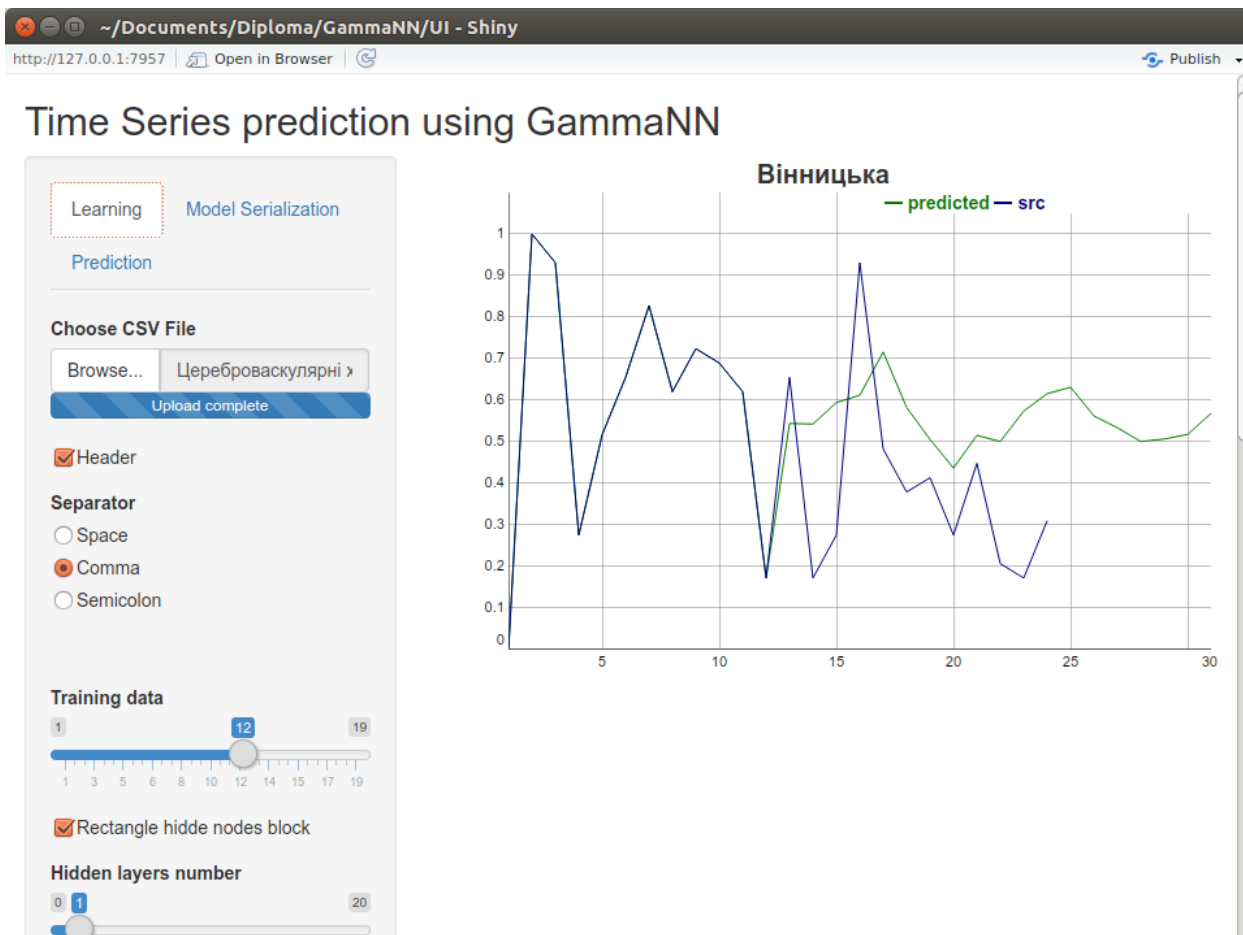 ~/Documents/Diploma/GammaNN/UI - Shiny
http://127.0.0.1:7957 Open in Browser Publish
Time Series prediction using GammaNN
Learning Model Serialization
Prediction
Choose CSV File
Browse... Цереброваскулярні х
Upload complete
Header
Separator
Space
Comma
Semicolon
Training data
1 12 19
1 3 5 6 8 10 12 14 15 17 19
Rectangle hidde nodes block
Hidden layers number
0 1 20
Вінницька
predicted src
1
0.9
0.8
0.7
0.6
0.5
0.4
0.3
0.2
0.1
0
5 10 15 20 25 30